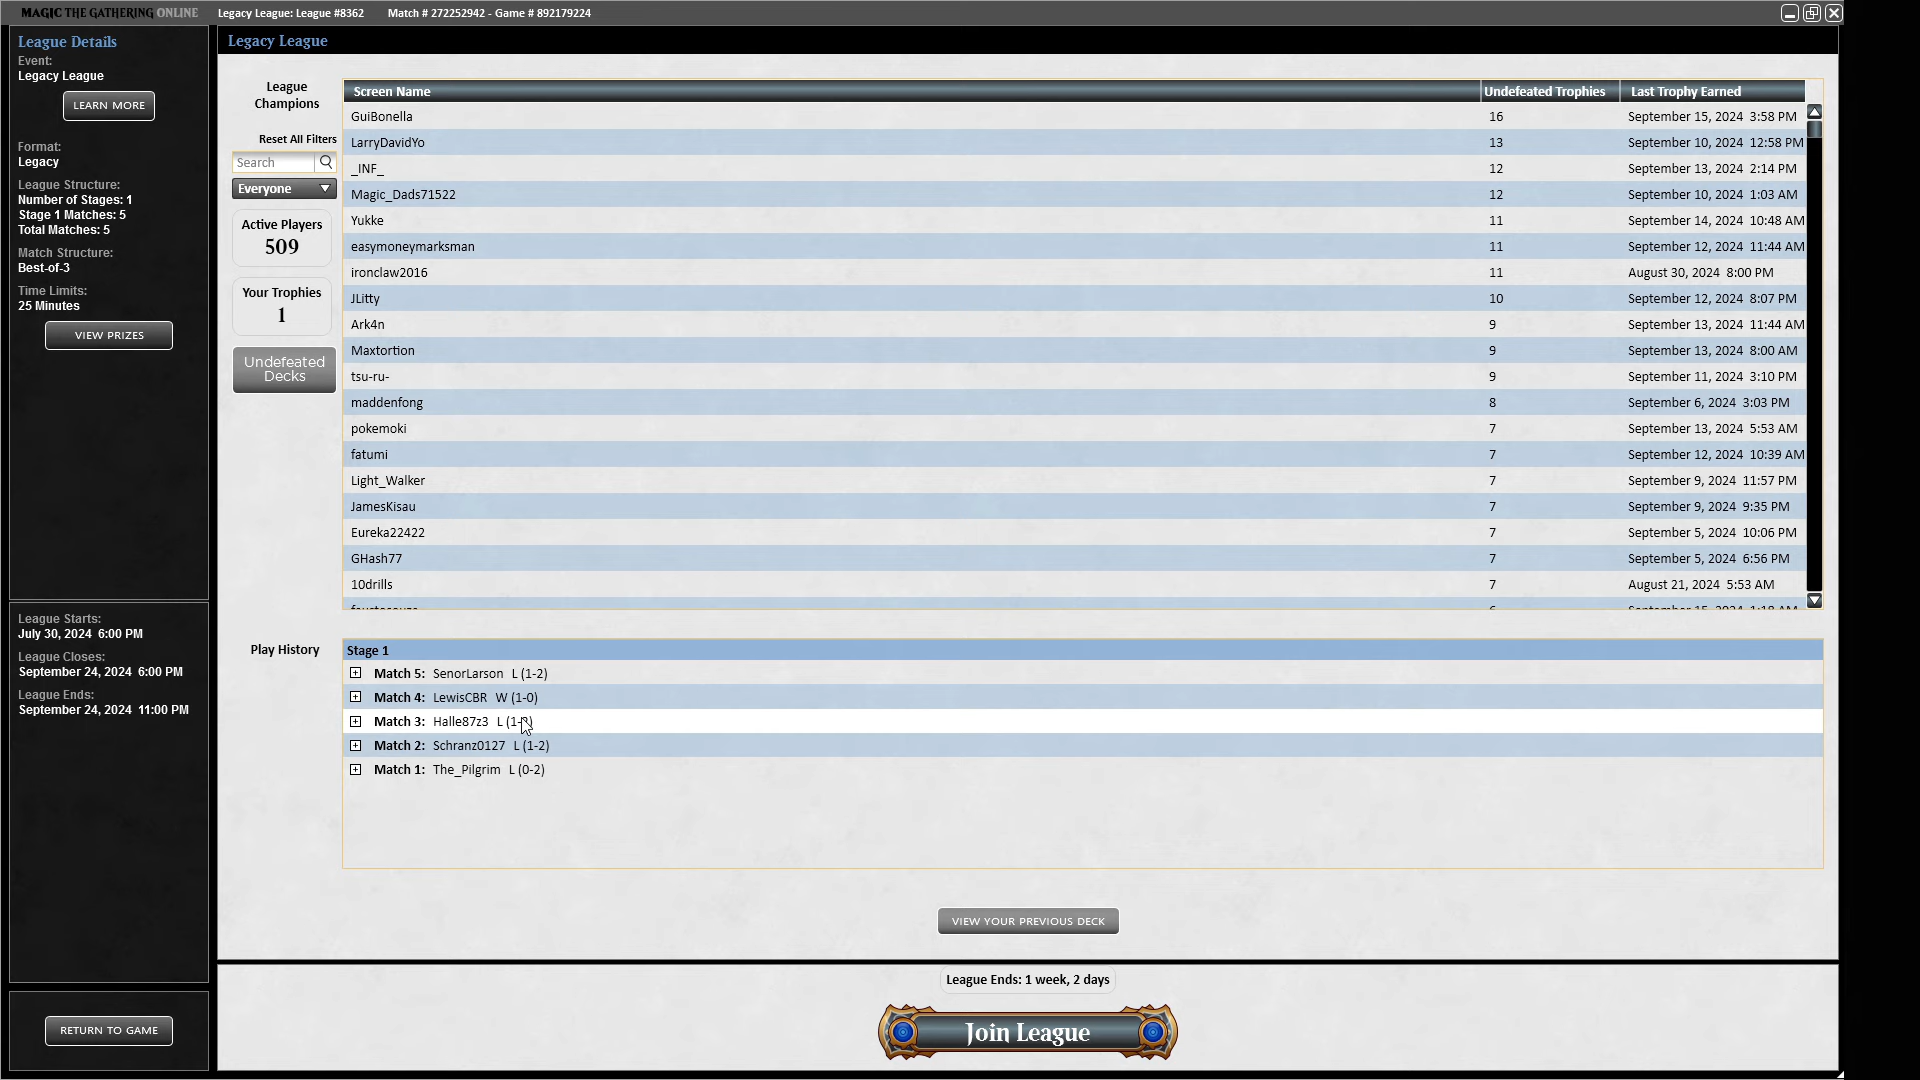 MAGIC THE GATHERING ONLINE
Legacy League: League #8362
Match # 272252942 - Game # 892179224
League Details
Event:
Legacy League
LEARN MORE
Format:
Legacy
League Structure:
Number of Stages: 1
Stage 1 Matches: 5
Total Matches: 5
Match Structure:
Best-of-3
Time Limits:
25 Minutes
VIEW PRIZES
League Starts:
July 30, 2024 6:00 PM
League Closes:
September 24, 2024 6:00 PM
League Ends:
September 24, 2024 11:00 PM
RETURN TO GAME
Legacy League
League
Champions
Reset All Filters
Search
Everyone
Active Players
509
Your Trophies
1
Undefeated
Decks
Screen Name Undefeated Trophies Last Trophy Earned
GuiBonella 16 September 15, 2024 3:58 PM
LarryDavidYo 13 September 10, 2024 12:58 PM
_INF_ 12 September 13, 2024 2:14 PM
Magic_Dads71522 12 September 10, 2024 1:03 AM
Yukke 11 September 14, 2024 10:48 AM
easymoneymarksman 11 September 12, 2024 11:44 AM
ironclaw2016 11 August 30, 2024 8:00 PM
JLitty 10 September 12, 2024 8:07 PM
Ark4n 9 September 13, 2024 11:44 AM
Maxtortion 9 September 13, 2024 8:00 AM
tsu-ru- 9 September 11, 2024 3:10 PM
maddenfong 8 September 6, 2024 3:03 PM
pokemoki 7 September 13, 2024 5:53 AM
fatumi 7 September 12, 2024 10:39 AM
Light_Walker 7 September 9, 2024 11:57 PM
JamesKisau 7 September 9, 2024 9:35 PM
Eureka22422 7 September 5, 2024 10:06 PM
GHash77 7 September 5, 2024 6:56 PM
10drills 7 August 21, 2024 5:53 AM
Play History
Stage 1
Match 5: SenorLarson L (1-2)
Match 4: LewisCBR W (1-0)
Match 3: Halle87z3 L
Match 2: Schranz0127 L (1-2)
Match 1: The_Pilgrim L (0-2)
VIEW YOUR PREVIOUS DECK
League Ends: 1 week, 2 days
Join League